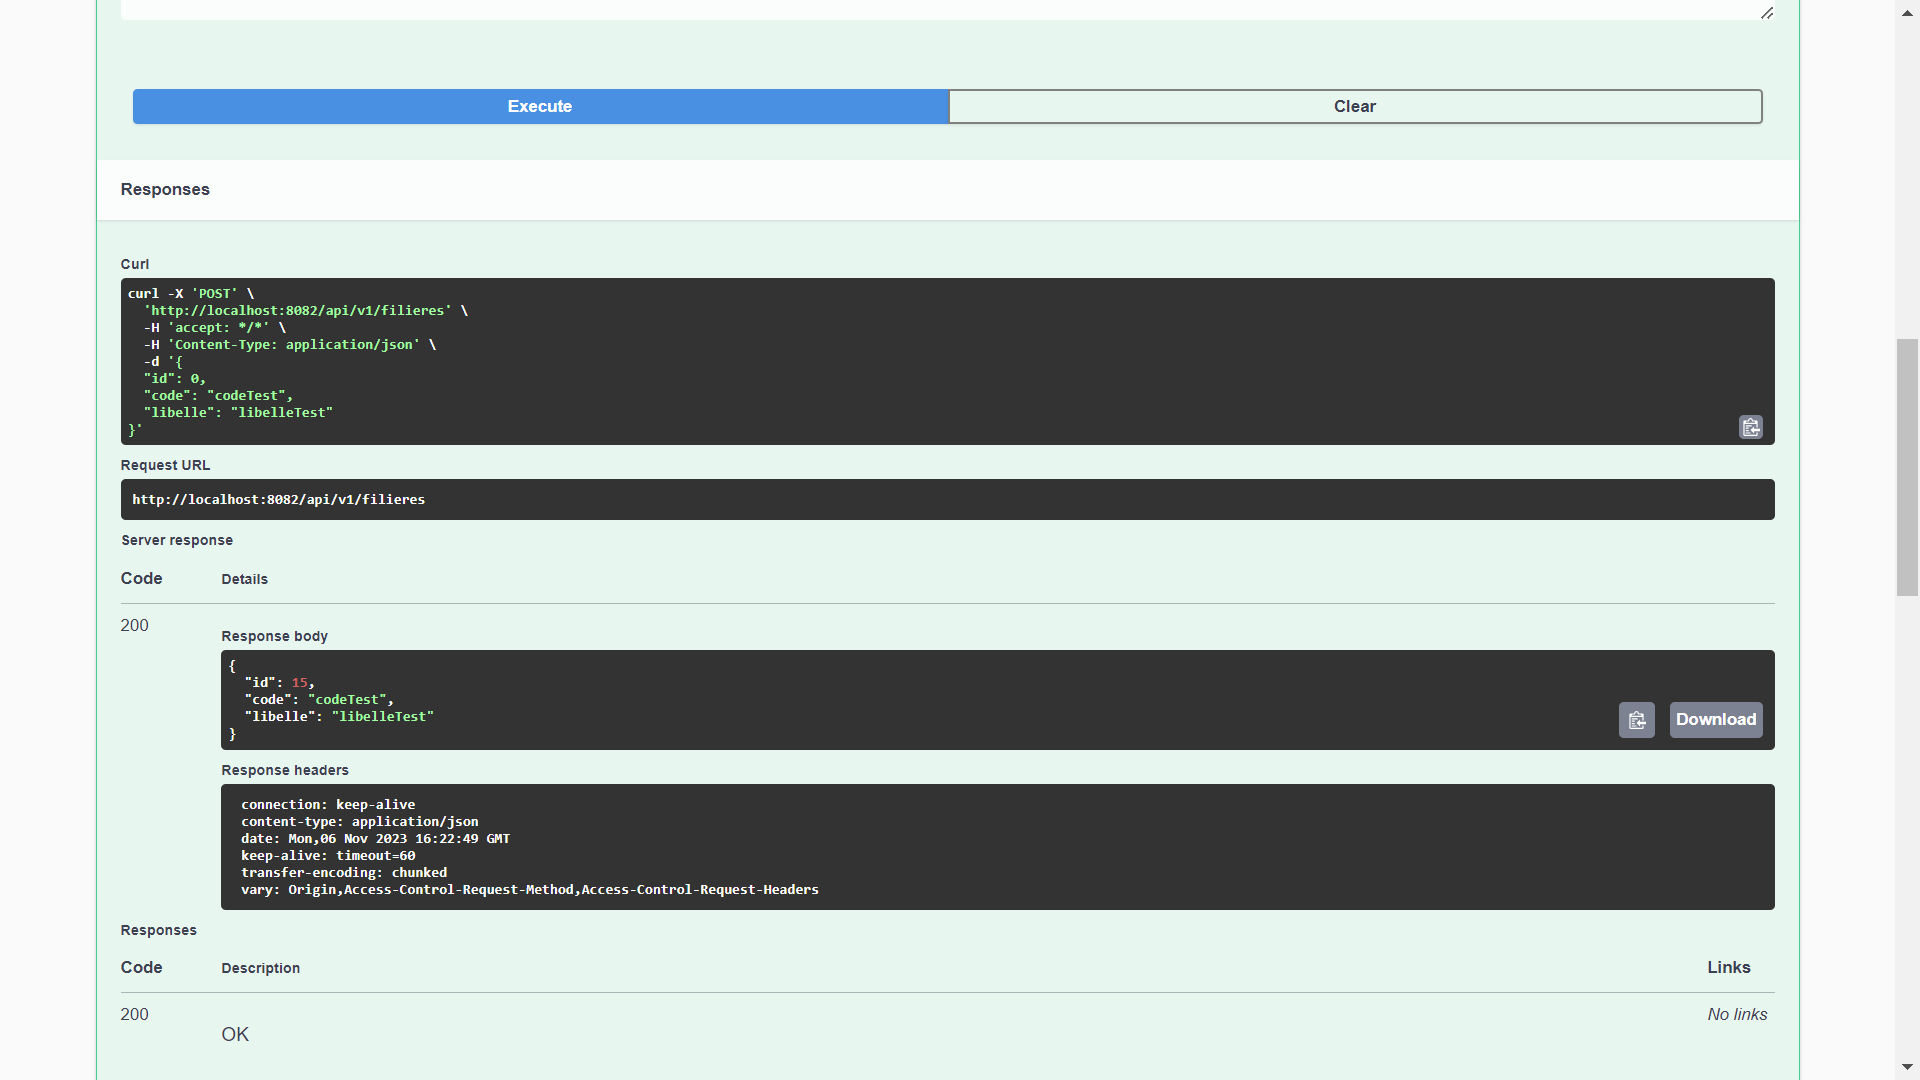 Execute
Clear
Responses
Curl
curl -X 'POST' \
'http://localhost:8082/api/v1/filieres' \
-H 'accept: */*' \
-H 'Content-Type: application/json' \
-d '{
"id": 0,
"code": "codeTest",
"libelle": "libelleTest"
}'
Request URL
http://localhost:8082/api/v1/filieres
Server response
Code Details
200
Response body
{
"id": 15,
"code": "codeTest",
"libelle": "libelleTest"
}
Download
Response headers
connection: keep-alive
content-type: application/json
date: Mon,06 Nov 2023 16:22:49 GMT
keep-alive: timeout=60
transfer-encoding: chunked
vary: Origin,Access-Control-Request-Method,Access-Control-Request-Headers
Responses
Code Description Links
200 No links
OK